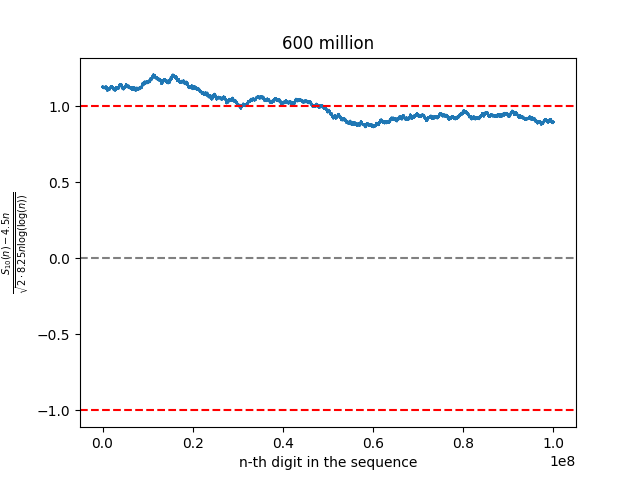 600 million
1.0
0.5
0.0
−0.5
−1.0
S₁₀(n) − 4.5n
√2 · 8.25nlog(log(n))
0.0
0.2
0.4
0.6
0.8
1.0
1e8
n-th digit in the sequence